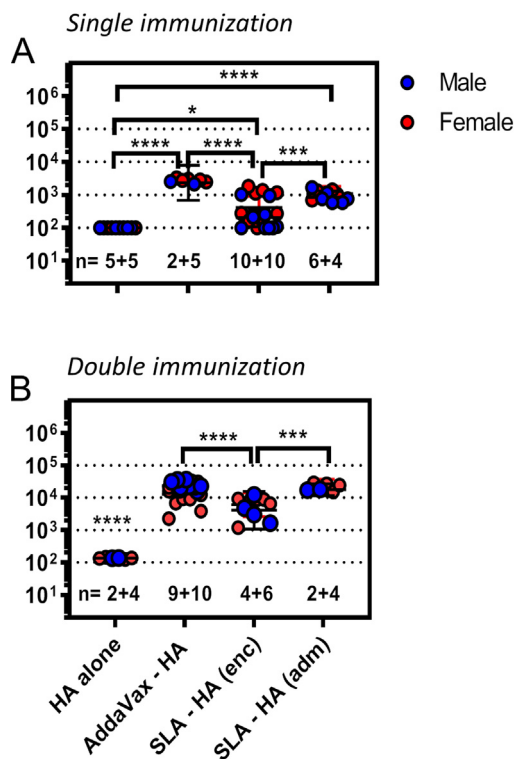 Single immunization
A
Male
Female
****
*
**** **** ***
10⁶
10⁵
10⁴
10³
10²
10¹
n= 5+5 2+5 10+10 6+4
Double immunization
B
**** ***
****
10⁶
10⁵
10⁴
10³
10²
10¹
n= 2+4 9+10 4+6 2+4
HA alone
AddaVax - HA
SLA - HA (enc)
SLA - HA (adm)